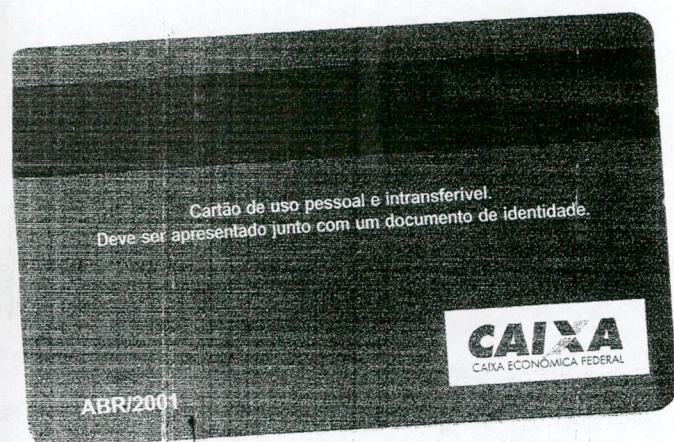 Cartão de uso pessoal e intransferível.
Deve ser apresentado junto com um documento de identidade.
CAIXA
CAIXA ECONÔMICA FEDERAL
ABR/2001